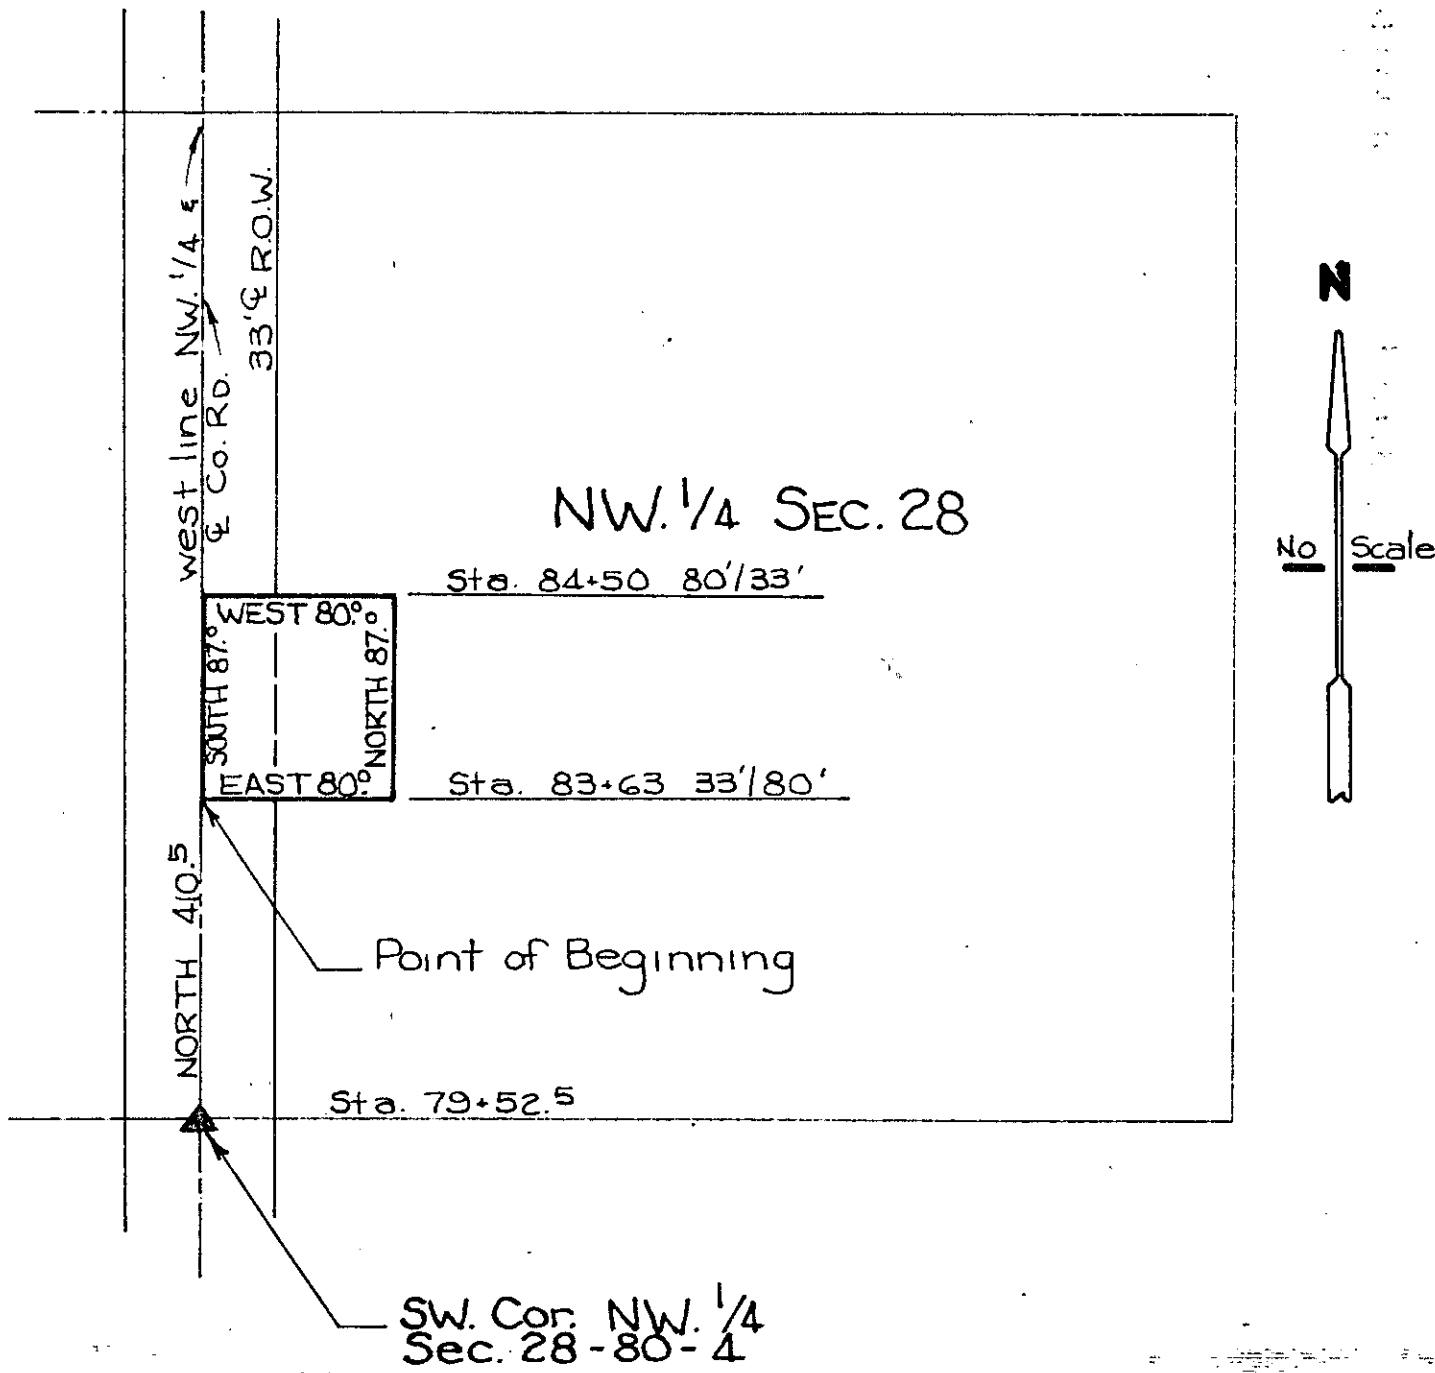 west line NW. 1/4 &
℄ Co. RD.
33' ℄ R.O.W.
N
No Scale
NW. 1/4 SEC. 28
Sta. 84+50 80'/33'
WEST 80.⁰
SOUTH 87.⁰
NORTH 87.⁰
EAST 80.⁰
Sta. 83+63 33'/80'
NORTH 410.⁵
Point of Beginning
Sta. 79+52.⁵
SW. Cor. NW. 1/4
Sec. 28-80-4